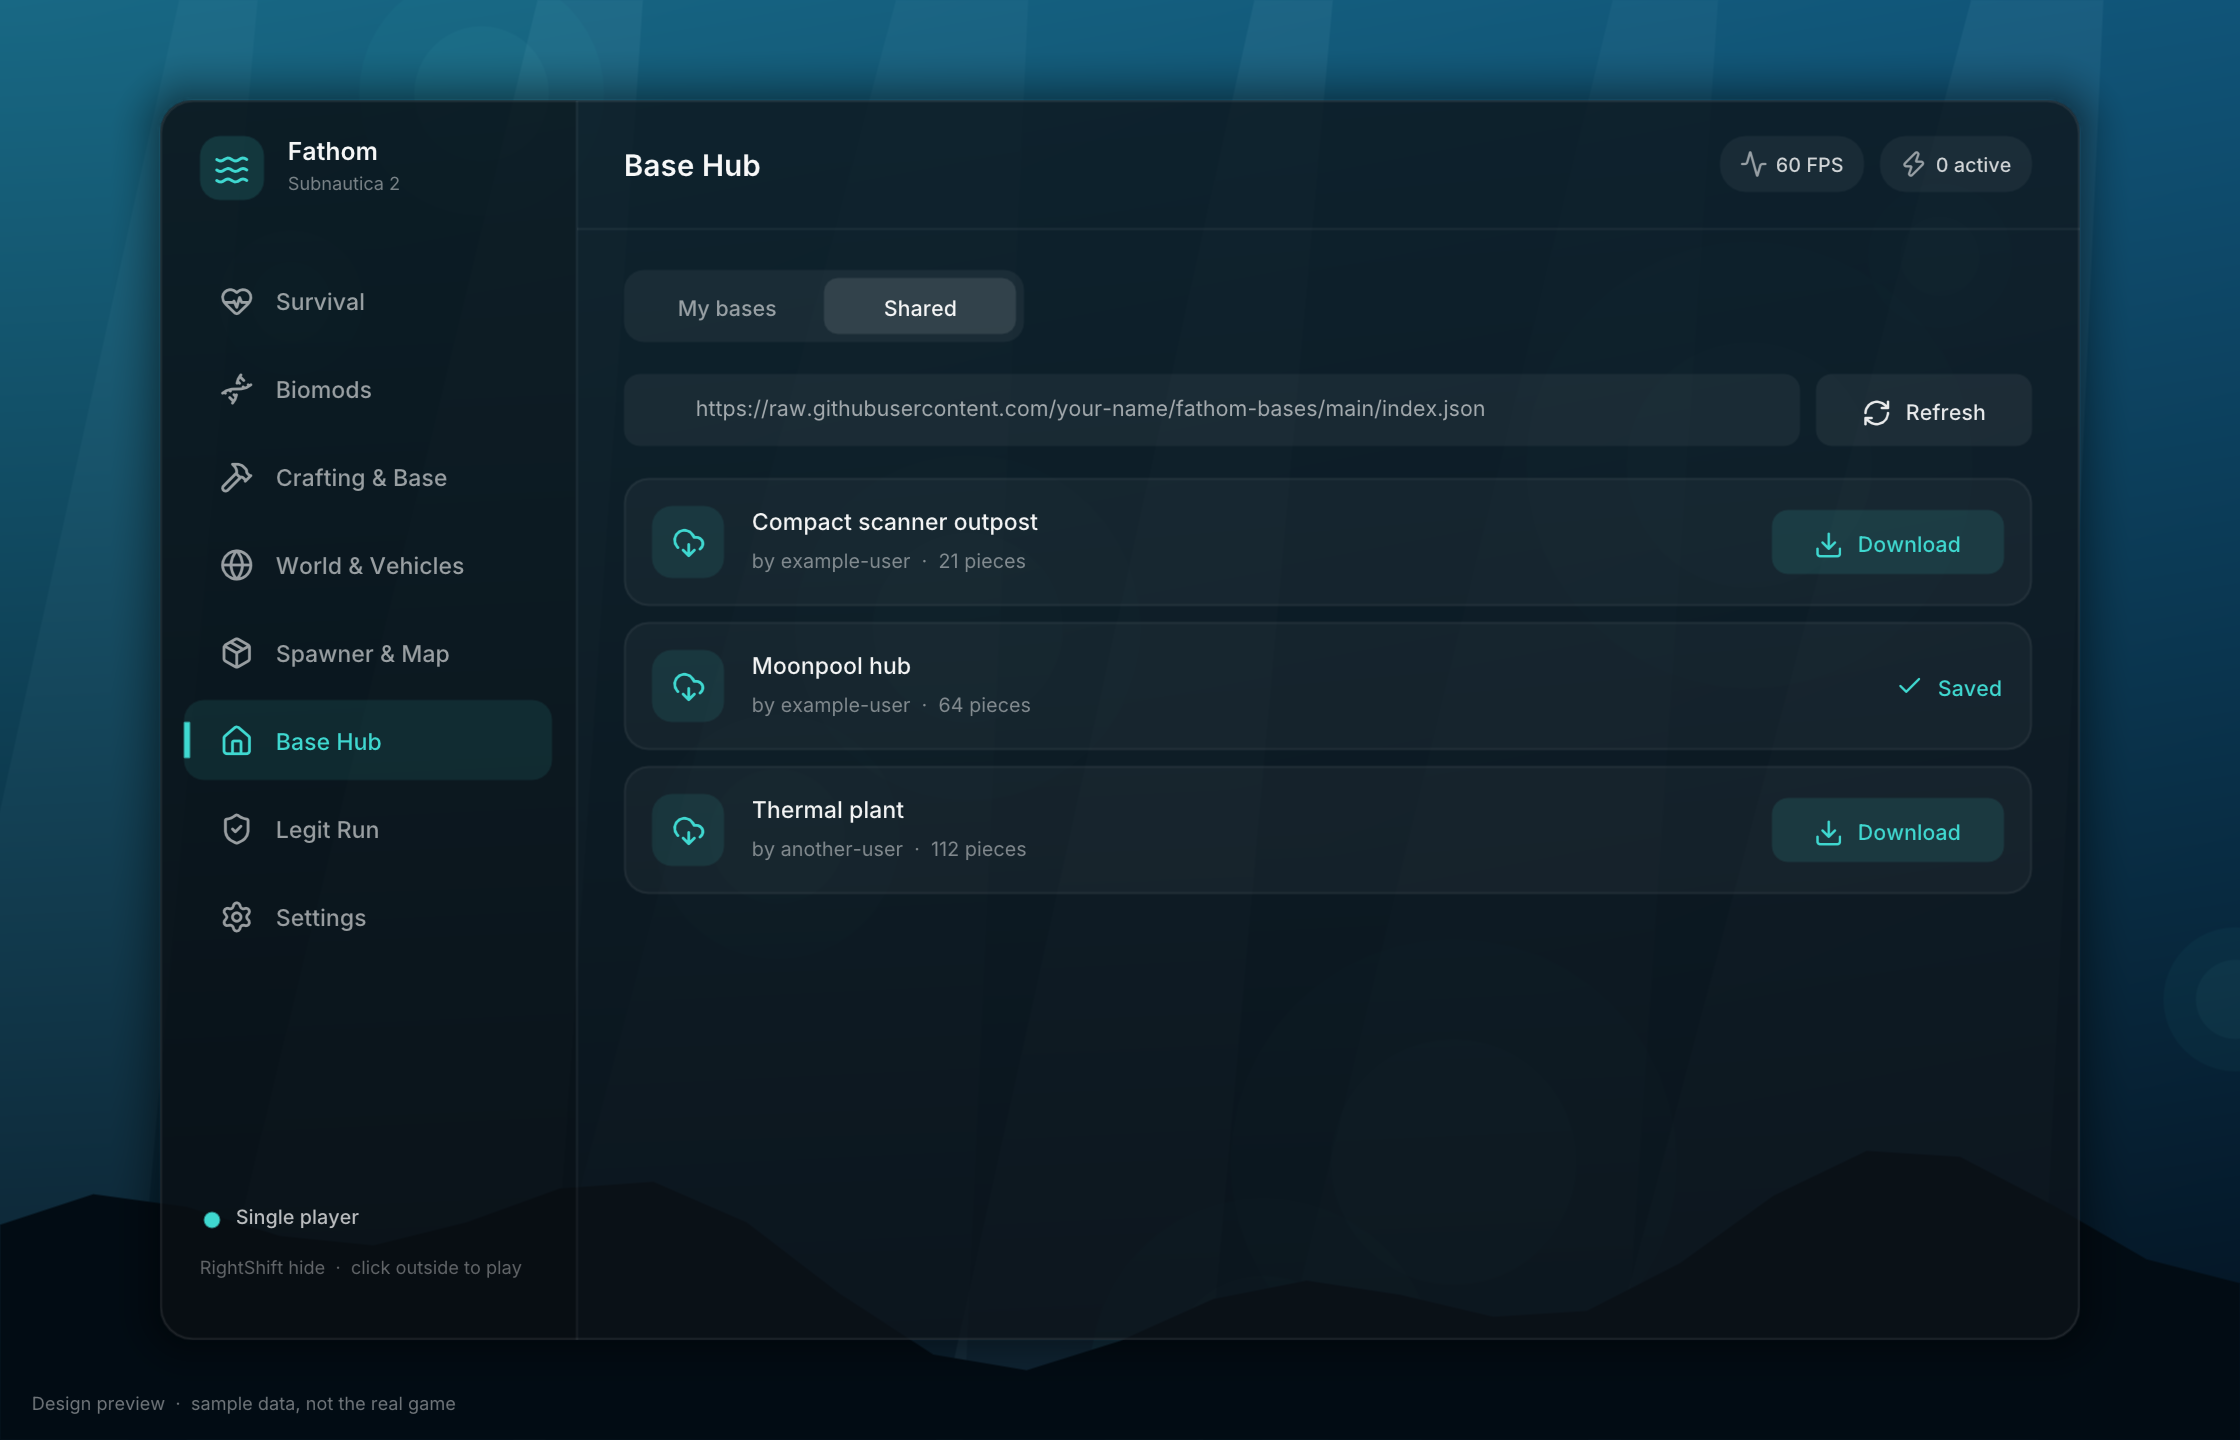 Fathom
Subnautica 2
Survival
Biomods
Crafting & Base
World & Vehicles
Spawner & Map
Base Hub
Legit Run
Settings
Single player
RightShift hide · click outside to play
Base Hub
60 FPS
0 active
My bases
Shared
https://raw.githubusercontent.com/your-name/fathom-bases/main/index.json
Refresh
Compact scanner outpost
by example-user · 21 pieces
Download
Moonpool hub
by example-user · 64 pieces
Saved
Thermal plant
by another-user · 112 pieces
Download
Design preview · sample data, not the real game